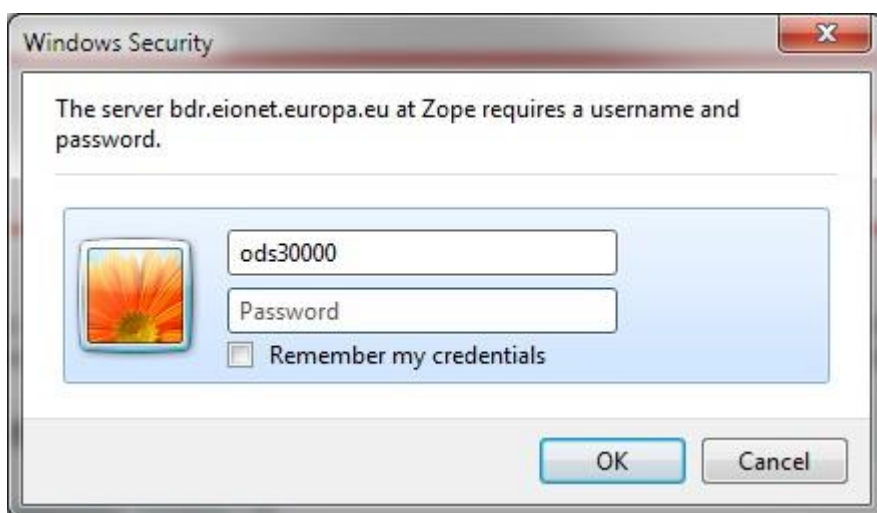 Windows Security
The server bdr.eionet.europa.eu at Zope requires a username and
password.
ods30000
Password
Remember my credentials
OK
Cancel